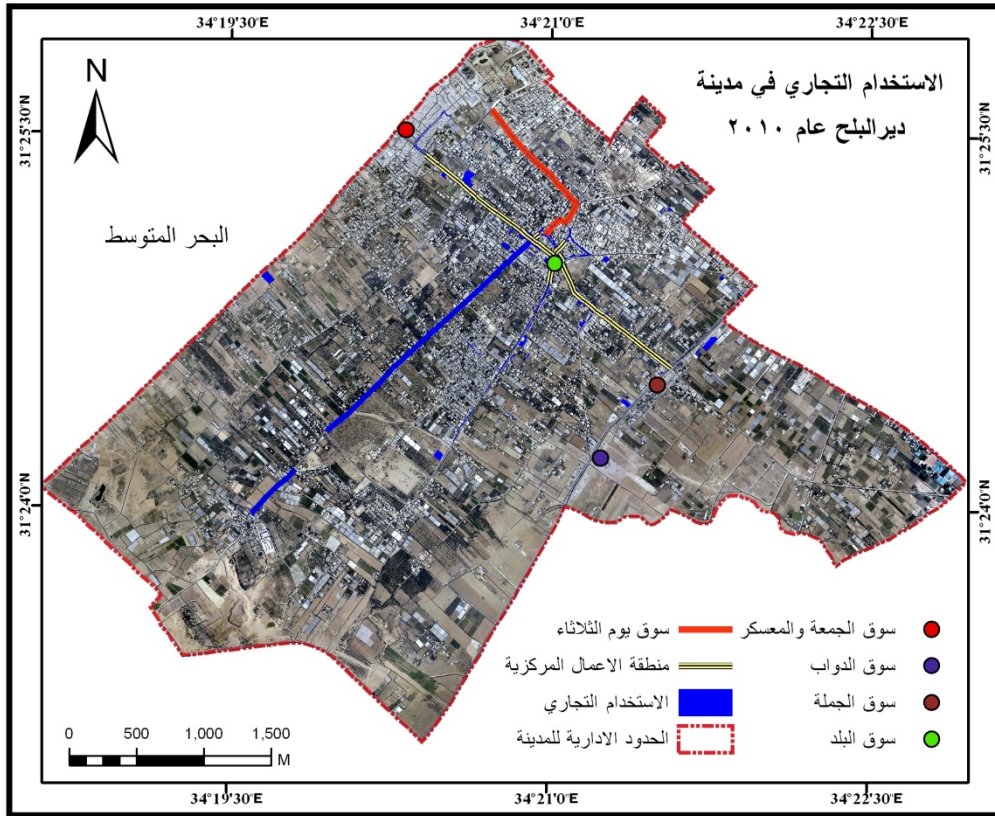 34°19'30"E 34°21'0"E 34°22'30"E
31°25'30"N 31°25'30"N
N
الاستخدام التجاري في مدينة
ديرالبلح عام ٢٠١٠
البحر المتوسط
31°24'0"N 31°24'0"N
سوق الجمعة والمعسكر سوق يوم الثلاثاء
سوق الدواب منطقة الاعمال المركزية
سوق الجملة الاستخدام التجاري
سوق البلد الحدود الادارية للمدينة
0 500 1,000 1,500
M
34°19'30"E 34°21'0"E 34°22'30"E